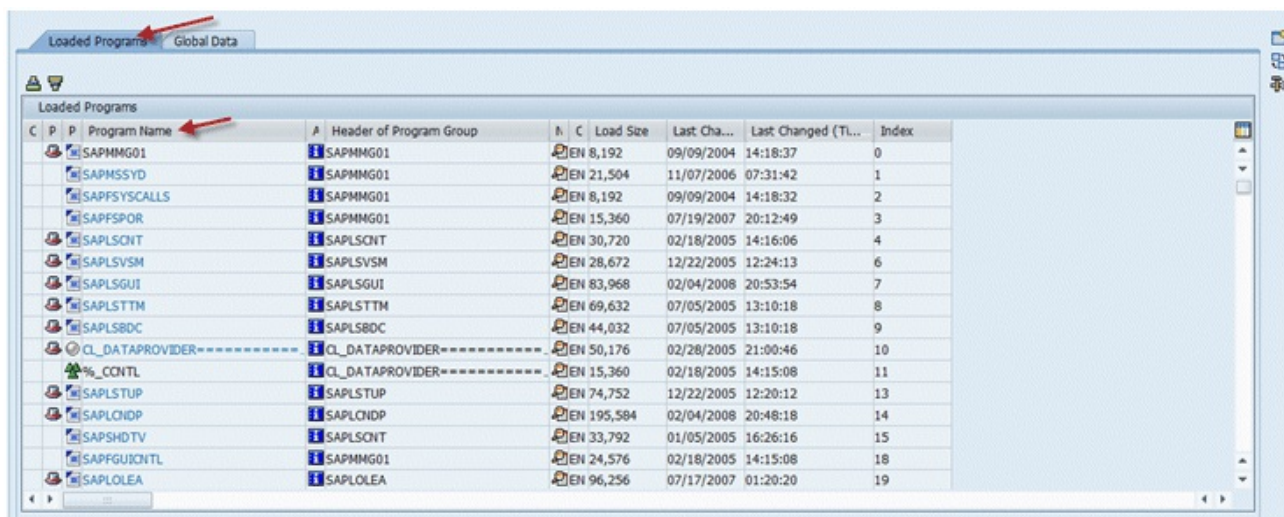 Loaded Programs Global Data
Loaded Programs
C P P Program Name A Header of Program Group N C Load Size Last Cha... Last Changed (Ti... Index
SAPMMG01 SAPMMG01 EN 8,192 09/09/2004 14:18:37 0
SAPMSSYD SAPMMG01 EN 21,504 11/07/2006 07:31:42 1
SAPFSYSCALLS SAPMMG01 EN 8,192 09/09/2004 14:18:32 2
SAPFSPOR SAPMMG01 EN 15,360 07/19/2007 20:12:49 3
SAPLSCNT SAPLSCNT EN 30,720 02/18/2005 14:16:06 4
SAPLSVSM SAPLSVSM EN 28,672 12/22/2005 12:24:13 6
SAPLSGUI SAPLSGUI EN 83,968 02/04/2008 20:53:54 7
SAPLSTTM SAPLSTTM EN 69,632 07/05/2005 13:10:18 8
SAPLSBDC SAPLSBDC EN 44,032 07/05/2005 13:10:18 9
CL_DATAPROVIDER=========== CL_DATAPROVIDER=========== EN 50,176 02/28/2005 21:00:46 10
%_CCNTL CL_DATAPROVIDER=========== EN 15,360 02/18/2005 14:15:08 11
SAPLSTUP SAPLSTUP EN 74,752 12/22/2005 12:20:12 13
SAPLCNDP SAPLCNDP EN 195,584 02/04/2008 20:48:18 14
SAPSHDTV SAPLSCNT EN 33,792 01/05/2005 16:26:16 15
SAPFGUICNTL SAPMMG01 EN 24,576 02/18/2005 14:15:08 18
SAPLOLEA SAPLOLEA EN 96,256 07/17/2007 01:20:20 19